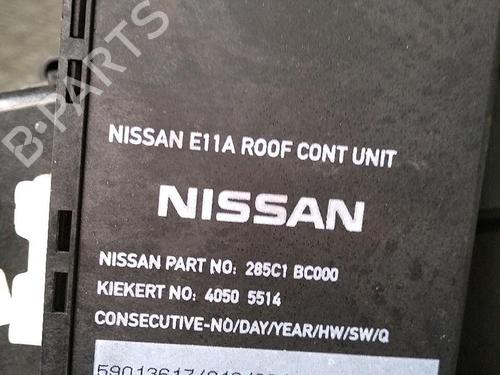 B-PARTS
NISSAN E11A ROOF CONT UNIT
NISSAN
NISSAN PART NO: 285C1 BC000
KIEKERT NO: 4050 5514
CONSECUTIVE-NO/DAY/YEAR/HW/SW/Q